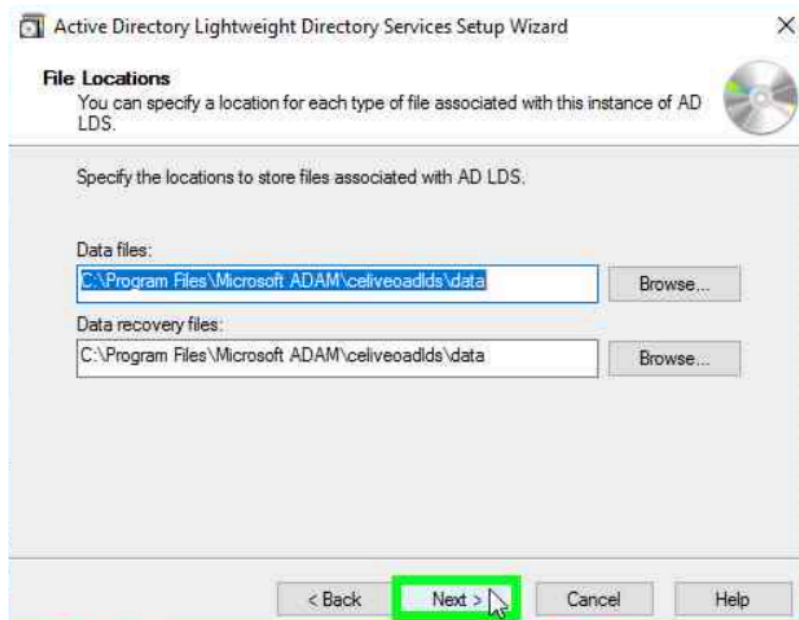 Active Directory Lightweight Directory Services Setup Wizard
File Locations
You can specify a location for each type of file associated with this instance of AD
LDS.
Specify the locations to store files associated with AD LDS.
Data files:
C:\Program Files\Microsoft ADAM\celiveoadlds\data
Browse...
Data recovery files:
C:\Program Files\Microsoft ADAM\celiveoadlds\data
Browse...
< Back
Next >
Cancel
Help